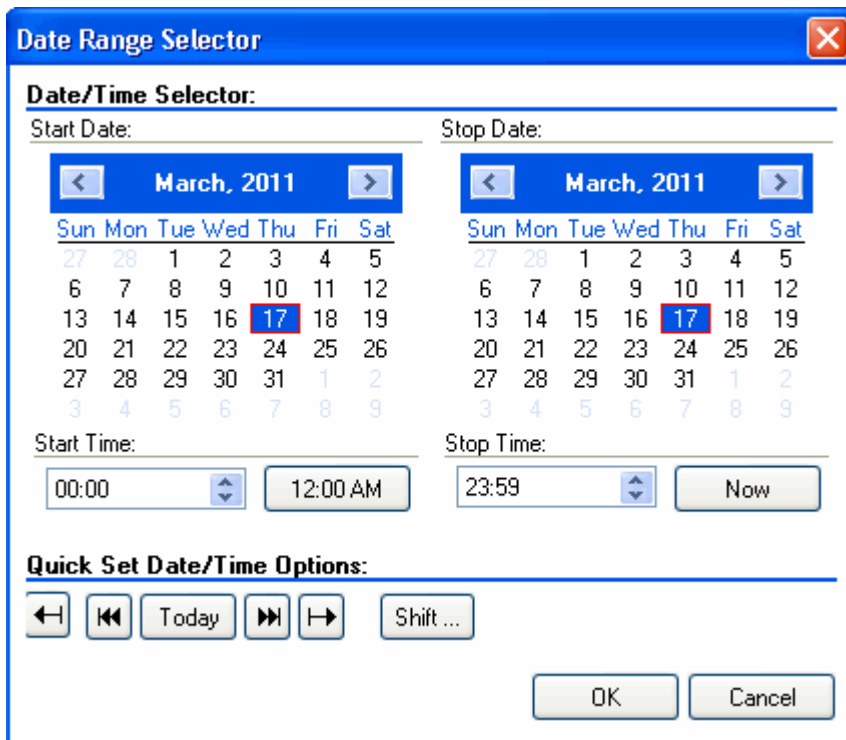 Date Range Selector
Date/Time Selector:
Start Date:
March, 2011
Sun Mon Tue Wed Thu Fri Sat
27 28 1 2 3 4 5
6 7 8 9 10 11 12
13 14 15 16 17 18 19
20 21 22 23 24 25 26
27 28 29 30 31 1 2
3 4 5 6 7 8 9
Start Time:
00:00 12:00 AM
Stop Date:
March, 2011
Sun Mon Tue Wed Thu Fri Sat
27 28 1 2 3 4 5
6 7 8 9 10 11 12
13 14 15 16 17 18 19
20 21 22 23 24 25 26
27 28 29 30 31 1 2
3 4 5 6 7 8 9
Stop Time:
23:59 Now
Quick Set Date/Time Options:
Today Shift ...
OK Cancel